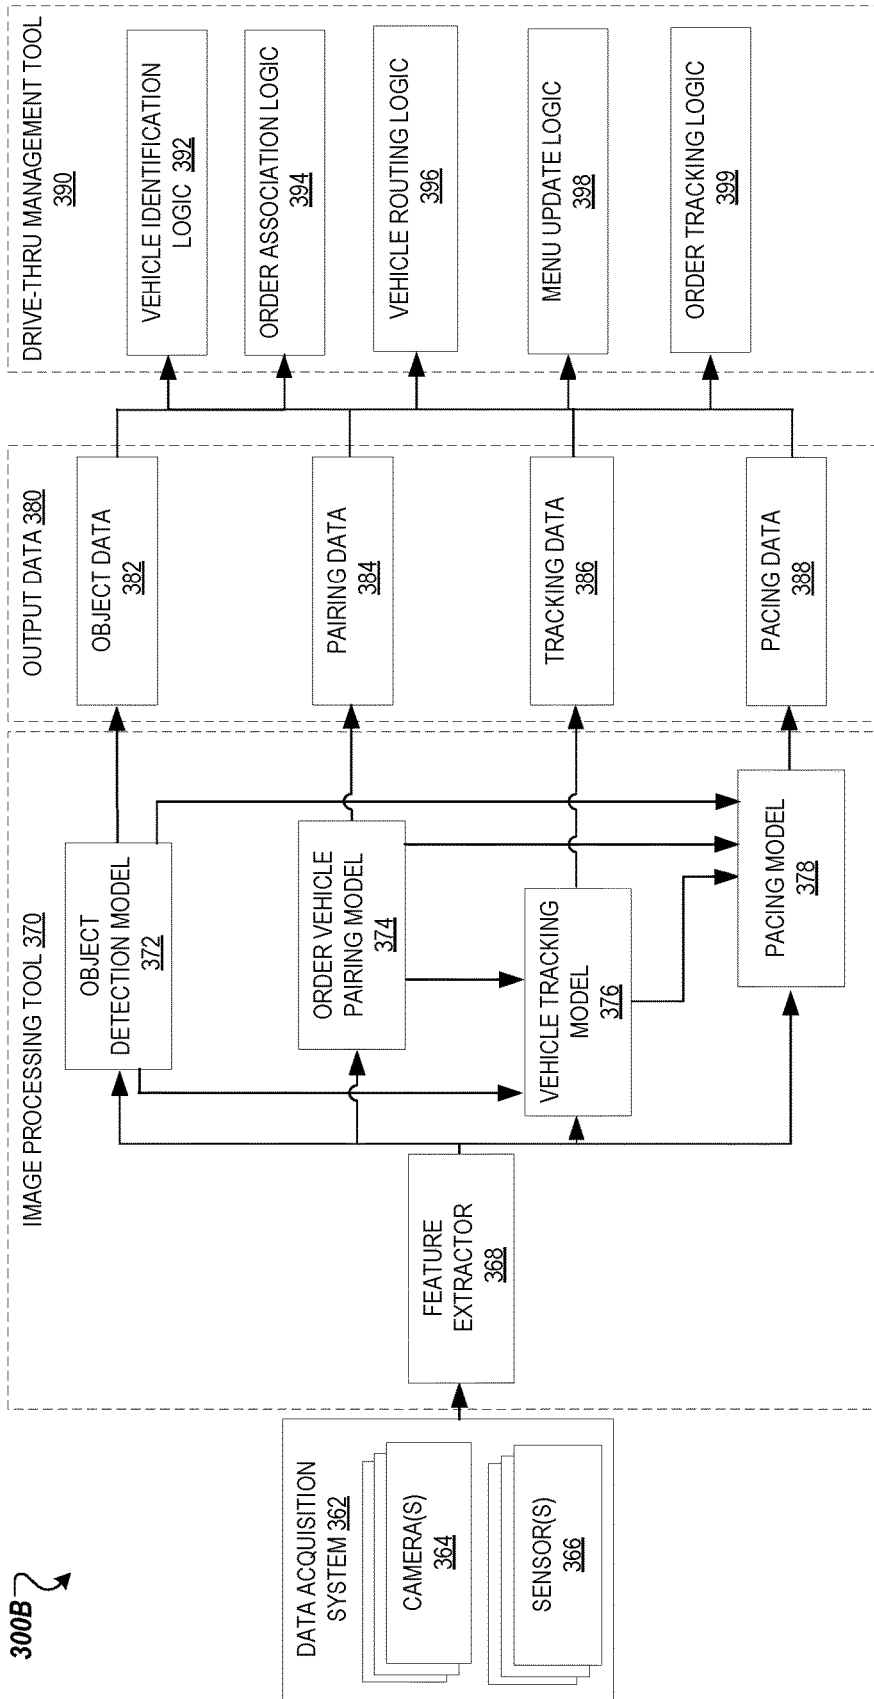 300B
DATA ACQUISITION
SYSTEM 362
CAMERA(S)
364
SENSOR(S)
366
IMAGE PROCESSING TOOL 370
FEATURE
EXTRACTOR
368
OBJECT
DETECTION MODEL
372
ORDER VEHICLE
PAIRING MODEL
374
VEHICLE TRACKING
MODEL
376
PACING MODEL
378
OUTPUT DATA 380
OBJECT DATA
382
PAIRING DATA
384
TRACKING DATA
386
PACING DATA
388
DRIVE-THRU MANAGEMENT TOOL
390
VEHICLE IDENTIFICATION
LOGIC 392
ORDER ASSOCIATION LOGIC
394
VEHICLE ROUTING LOGIC
396
MENU UPDATE LOGIC
398
ORDER TRACKING LOGIC
399